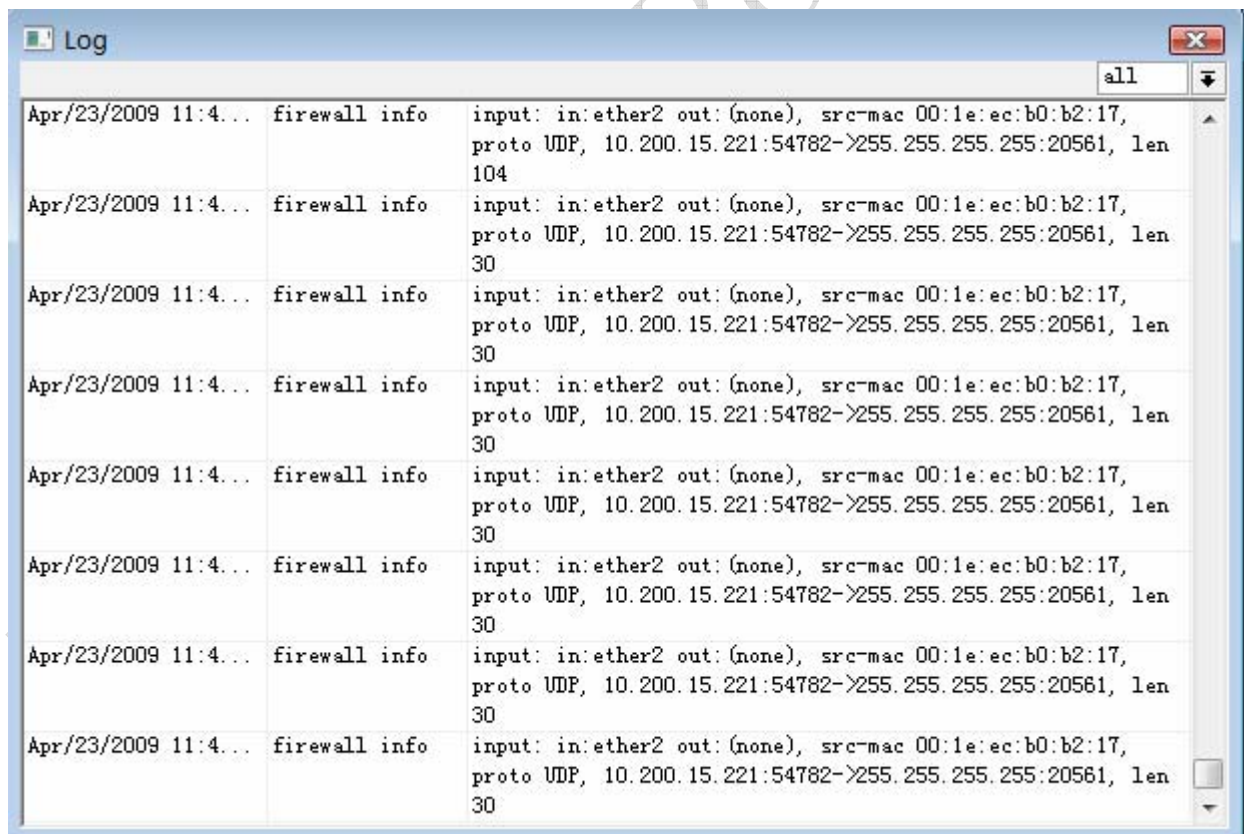 Log
all
Apr/23/2009 11:4... firewall info input: in:ether2 out:(none), src-mac 00:1e:ec:b0:b2:17,
proto UDP, 10.200.15.221:54782->255.255.255.255:20561, len
104
Apr/23/2009 11:4... firewall info input: in:ether2 out:(none), src-mac 00:1e:ec:b0:b2:17,
proto UDP, 10.200.15.221:54782->255.255.255.255:20561, len
30
Apr/23/2009 11:4... firewall info input: in:ether2 out:(none), src-mac 00:1e:ec:b0:b2:17,
proto UDP, 10.200.15.221:54782->255.255.255.255:20561, len
30
Apr/23/2009 11:4... firewall info input: in:ether2 out:(none), src-mac 00:1e:ec:b0:b2:17,
proto UDP, 10.200.15.221:54782->255.255.255.255:20561, len
30
Apr/23/2009 11:4... firewall info input: in:ether2 out:(none), src-mac 00:1e:ec:b0:b2:17,
proto UDP, 10.200.15.221:54782->255.255.255.255:20561, len
30
Apr/23/2009 11:4... firewall info input: in:ether2 out:(none), src-mac 00:1e:ec:b0:b2:17,
proto UDP, 10.200.15.221:54782->255.255.255.255:20561, len
30
Apr/23/2009 11:4... firewall info input: in:ether2 out:(none), src-mac 00:1e:ec:b0:b2:17,
proto UDP, 10.200.15.221:54782->255.255.255.255:20561, len
30
Apr/23/2009 11:4... firewall info input: in:ether2 out:(none), src-mac 00:1e:ec:b0:b2:17,
proto UDP, 10.200.15.221:54782->255.255.255.255:20561, len
30